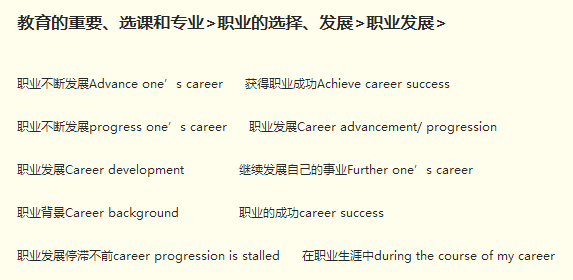 教育的重要、选课和专业>职业的选择、发展>职业发展>
职业不断发展Advance one’s career 获得职业成功Achieve career success
职业不断发展progress one’s career 职业发展Career advancement/ progression
职业发展Career development 继续发展自己的事业Further one’s career
职业背景Career background 职业的成功career success
职业发展停滞不前career progression is stalled 在职业生涯中during the course of my career